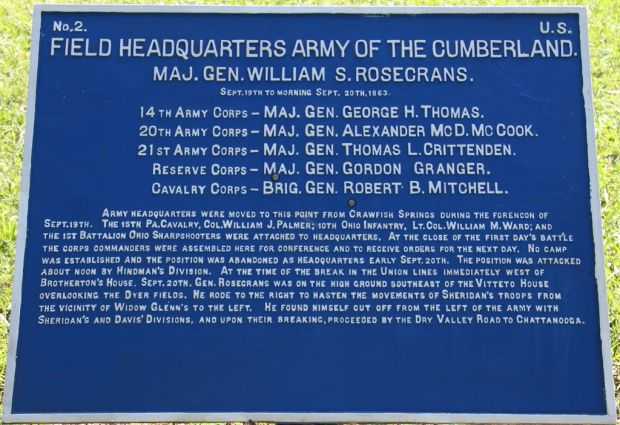 No.2.
U.S.
FIELD HEADQUARTERS ARMY OF THE CUMBERLAND.
MAJ. GEN. WILLIAM S. ROSECRANS.
SEPT. 19TH TO MORNING SEPT. 20TH, 1863.
14TH ARMY CORPS – MAJ. GEN. GEORGE H. THOMAS.
20TH ARMY CORPS – MAJ. GEN. ALEXANDER McD. McCOOK.
21ST ARMY CORPS – MAJ. GEN. THOMAS L. CRITTENDEN.
RESERVE CORPS – MAJ. GEN. GORDON GRANGER.
CAVALRY CORPS – BRIG. GEN. ROBERT B. MITCHELL.
ARMY HEADQUARTERS WERE MOVED TO THIS POINT FROM CRAWFISH SPRINGS DURING THE FORENOON OF
SEPT. 19TH. THE 15TH PA. CAVALRY, COL. WILLIAM J. PALMER; 10TH OHIO INFANTRY, LT. COL. WILLIAM M. WARD; AND
THE 1ST BATTALION OHIO SHARPSHOOTERS WERE ATTACHED TO HEADQUARTERS. AT THE CLOSE OF THE FIRST DAY'S BATTLE
THE CORPS COMMANDERS WERE ASSEMBLED HERE FOR CONFERENCE AND TO RECEIVE ORDERS FOR THE NEXT DAY. NO CAMP
WAS ESTABLISHED AND THE POSITION WAS ABANDONED AS HEADQUARTERS EARLY SEPT. 20TH. THE POSITION WAS ATTACKED
ABOUT NOON BY HINDMAN'S DIVISION. AT THE TIME OF THE BREAK IN THE UNION LINES IMMEDIATELY WEST OF
BROTHERTON'S HOUSE. SEPT. 20TH. GEN. ROSECRANS WAS ON THE HIGH GROUND SOUTHEAST OF THE VITTETO HOUSE
OVERLOOKING THE DYER FIELDS. HE RODE TO THE RIGHT TO HASTEN THE MOVEMENTS OF SHERIDAN'S TROOPS FROM
THE VICINITY OF WIDOW GLENN'S TO THE LEFT. HE FOUND HIMSELF CUT OFF FROM THE LEFT OF THE ARMY WITH
SHERIDAN'S AND DAVIS' DIVISIONS, AND UPON THEIR BREAKING, PROCEEDED BY THE DRY VALLEY ROAD TO CHATTANOOGA.